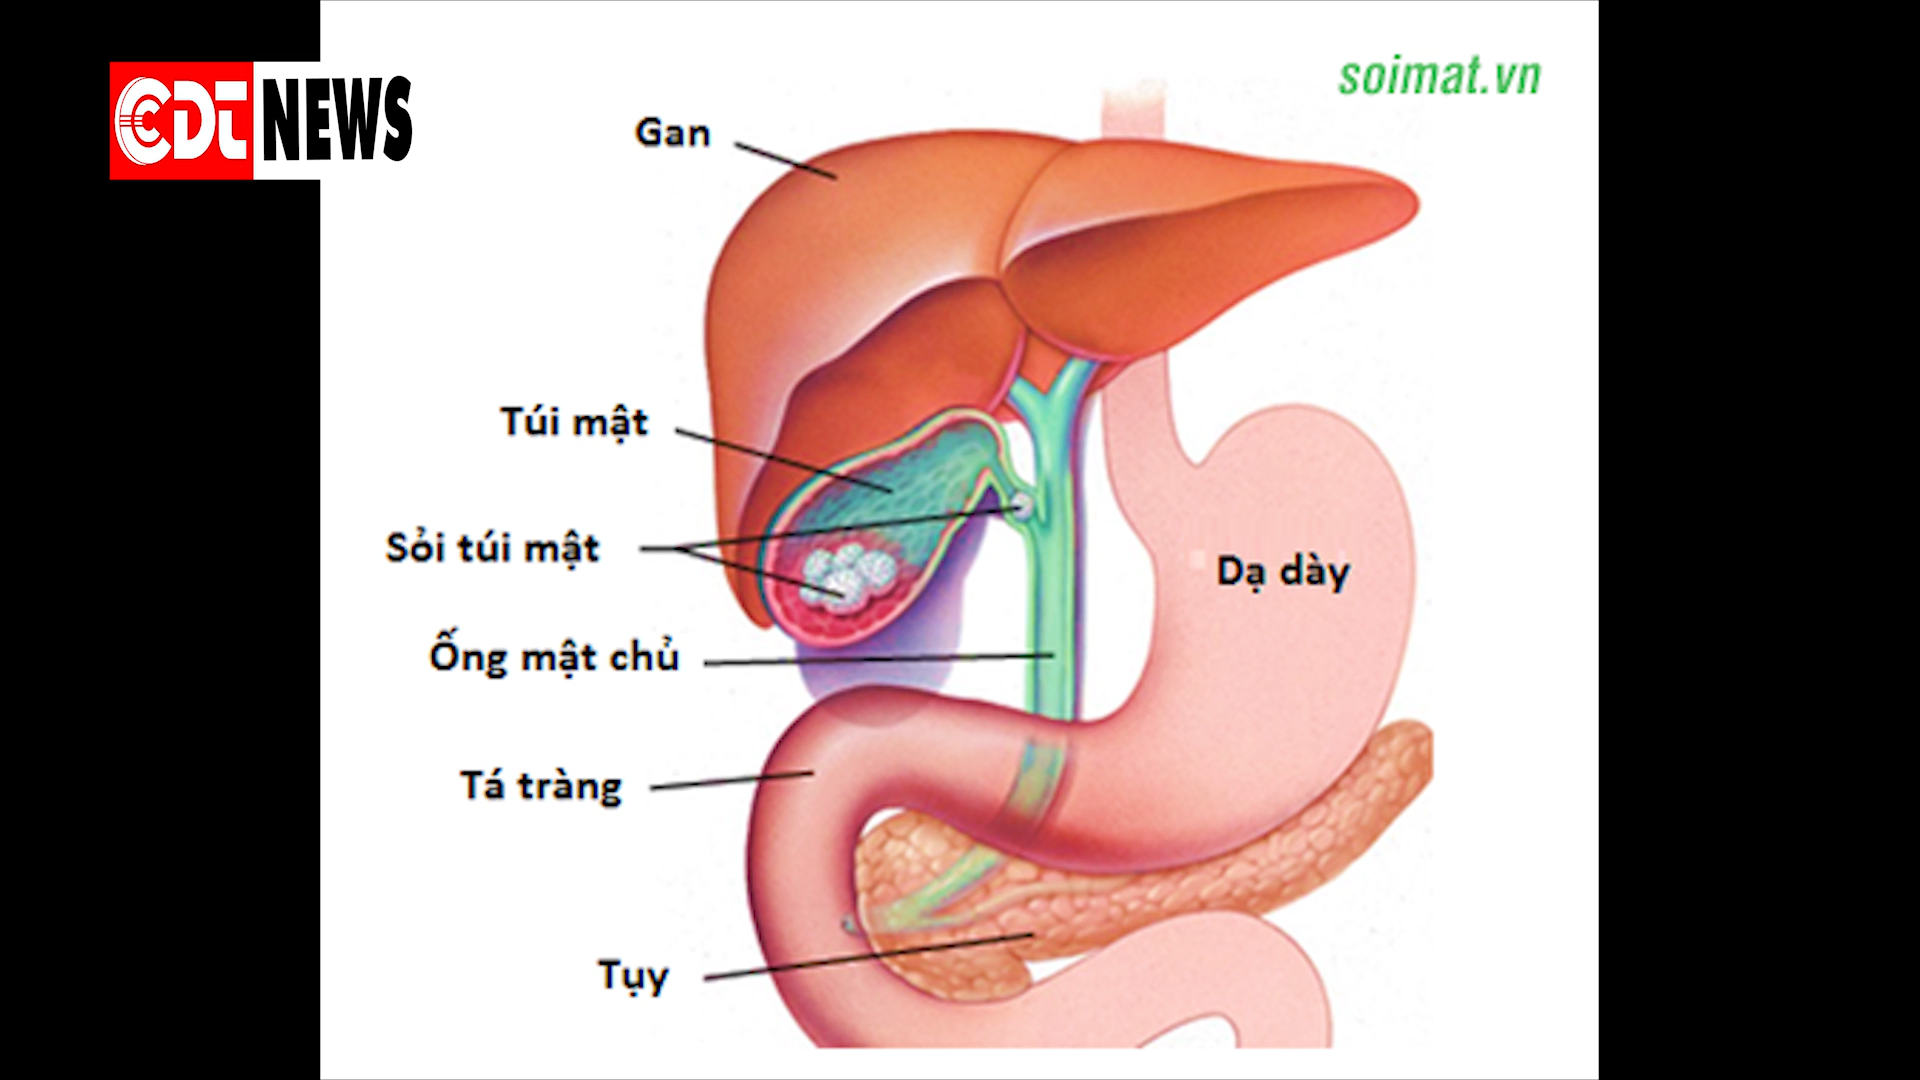 CDT NEWS
soimat.vn
Gan
Túi mật
Sỏi túi mật
Ống mật chủ
Dạ dày
Tá tràng
Tụy